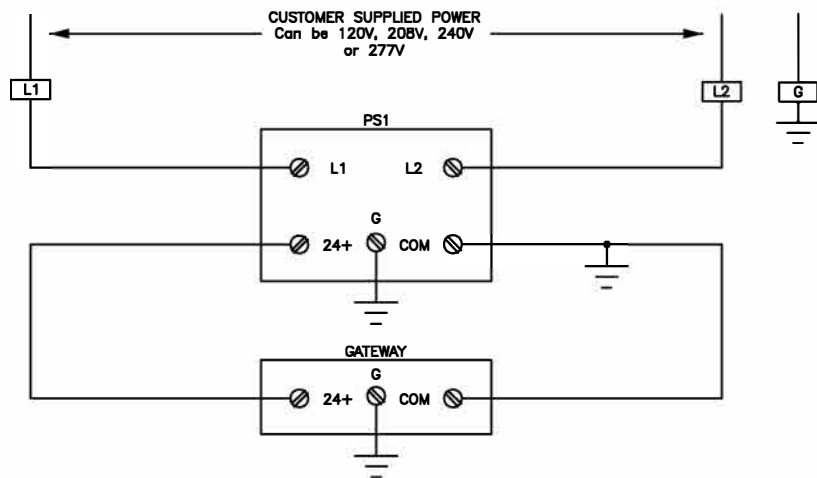 CUSTOMER SUPPLIED POWER
Can be 120V, 208V, 240V
or 277V
L1
L2
G
PS1
L1
L2
G
24+
COM
GATEWAY
G
24+
COM